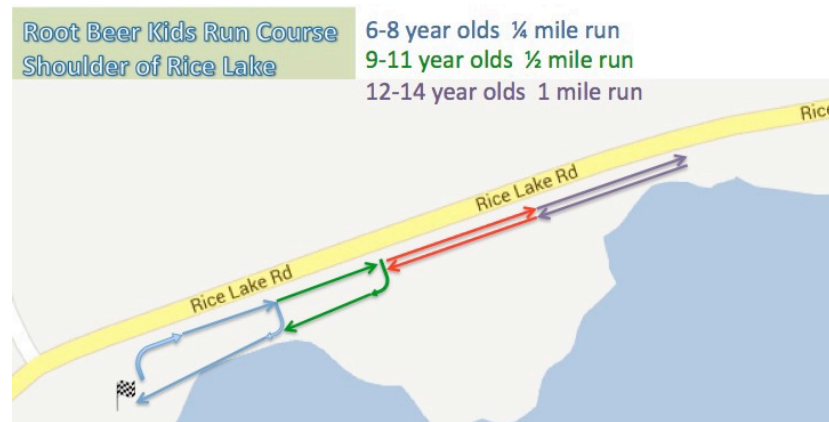 Root Beer Kids Run Course
Shoulder of Rice Lake
6-8 year olds ¼ mile run
9-11 year olds ½ mile run
12-14 year olds 1 mile run
Rice
Rice Lake Rd
Rice Lake Rd